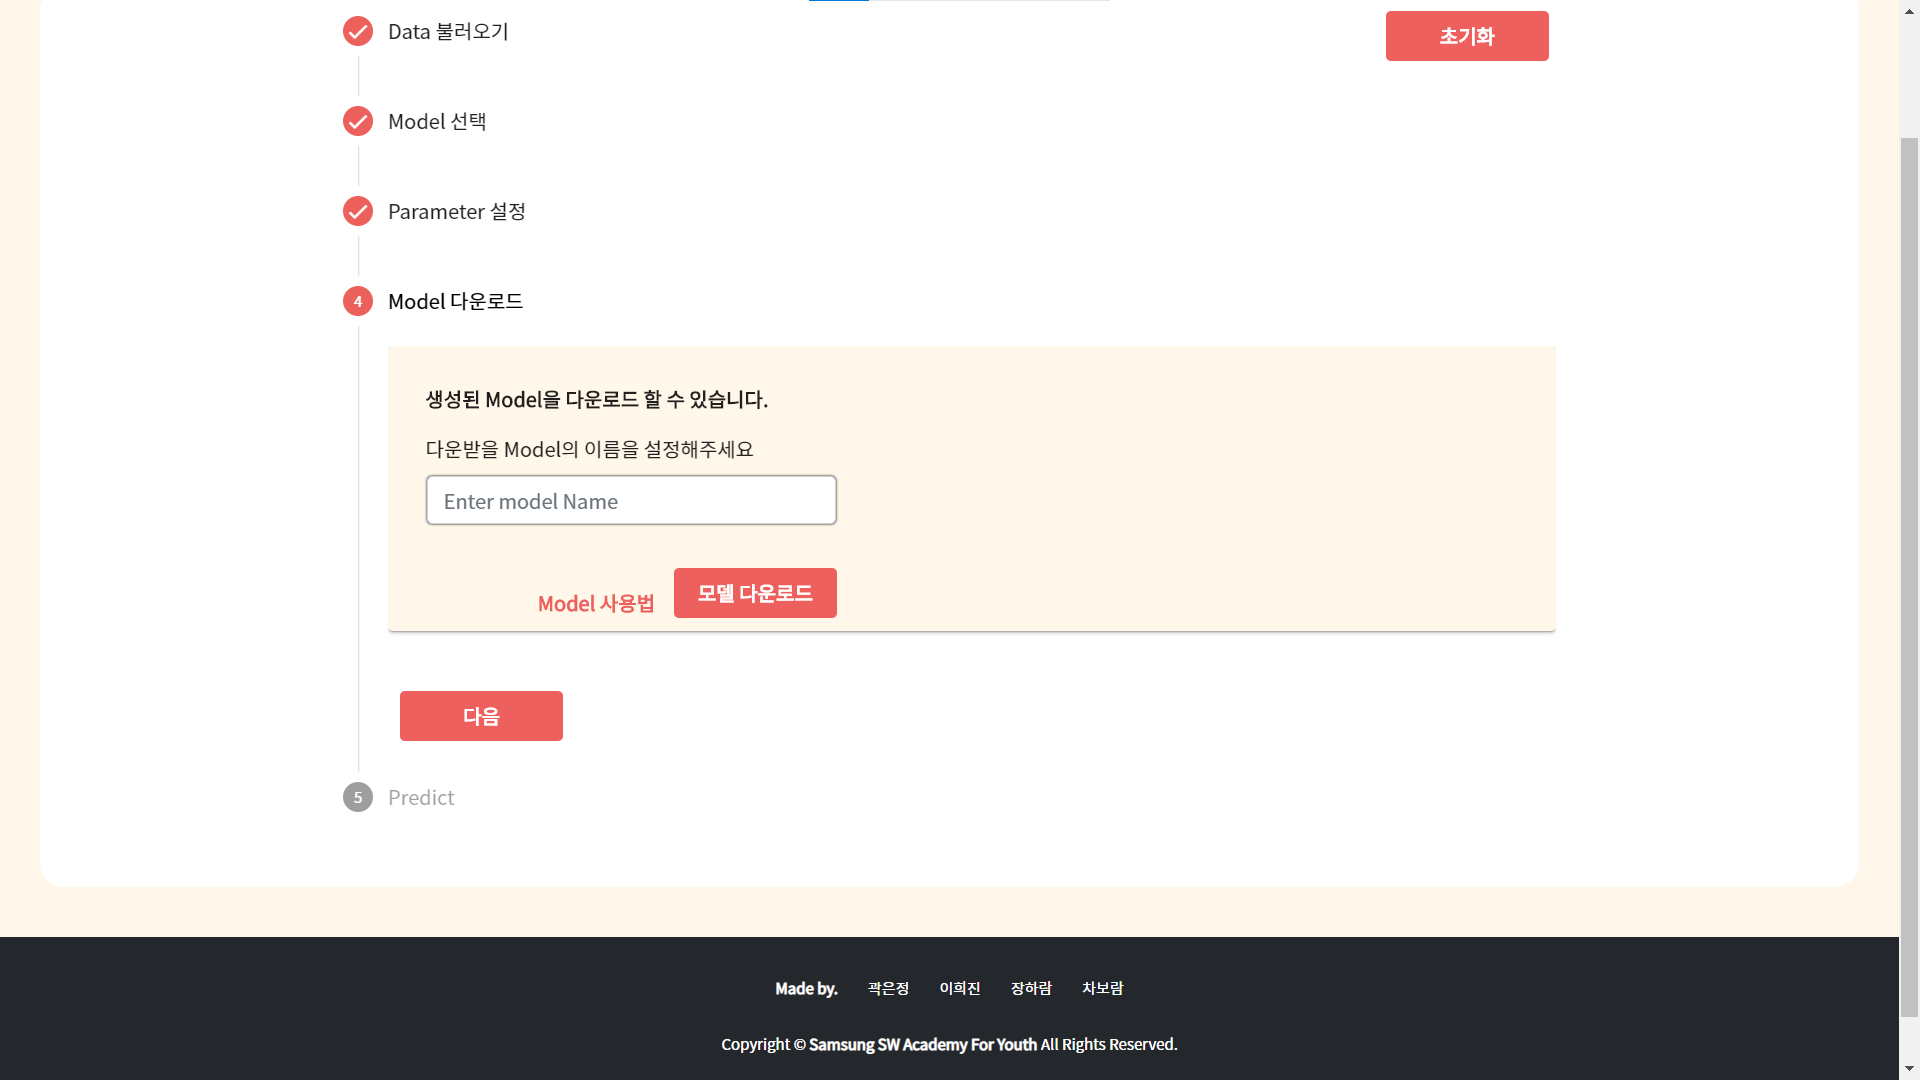 Data 불러오기
초기화
Model 선택
Parameter 설정
4 Model 다운로드
생성된 Model을 다운로드 할 수 있습니다.
다운받을 Model의 이름을 설정해주세요
Enter model Name
Model 사용법 모델 다운로드
다음
5 Predict
Made by. 곽은정 이희진 장하람 차보람
Copyright © Samsung SW Academy For Youth All Rights Reserved.